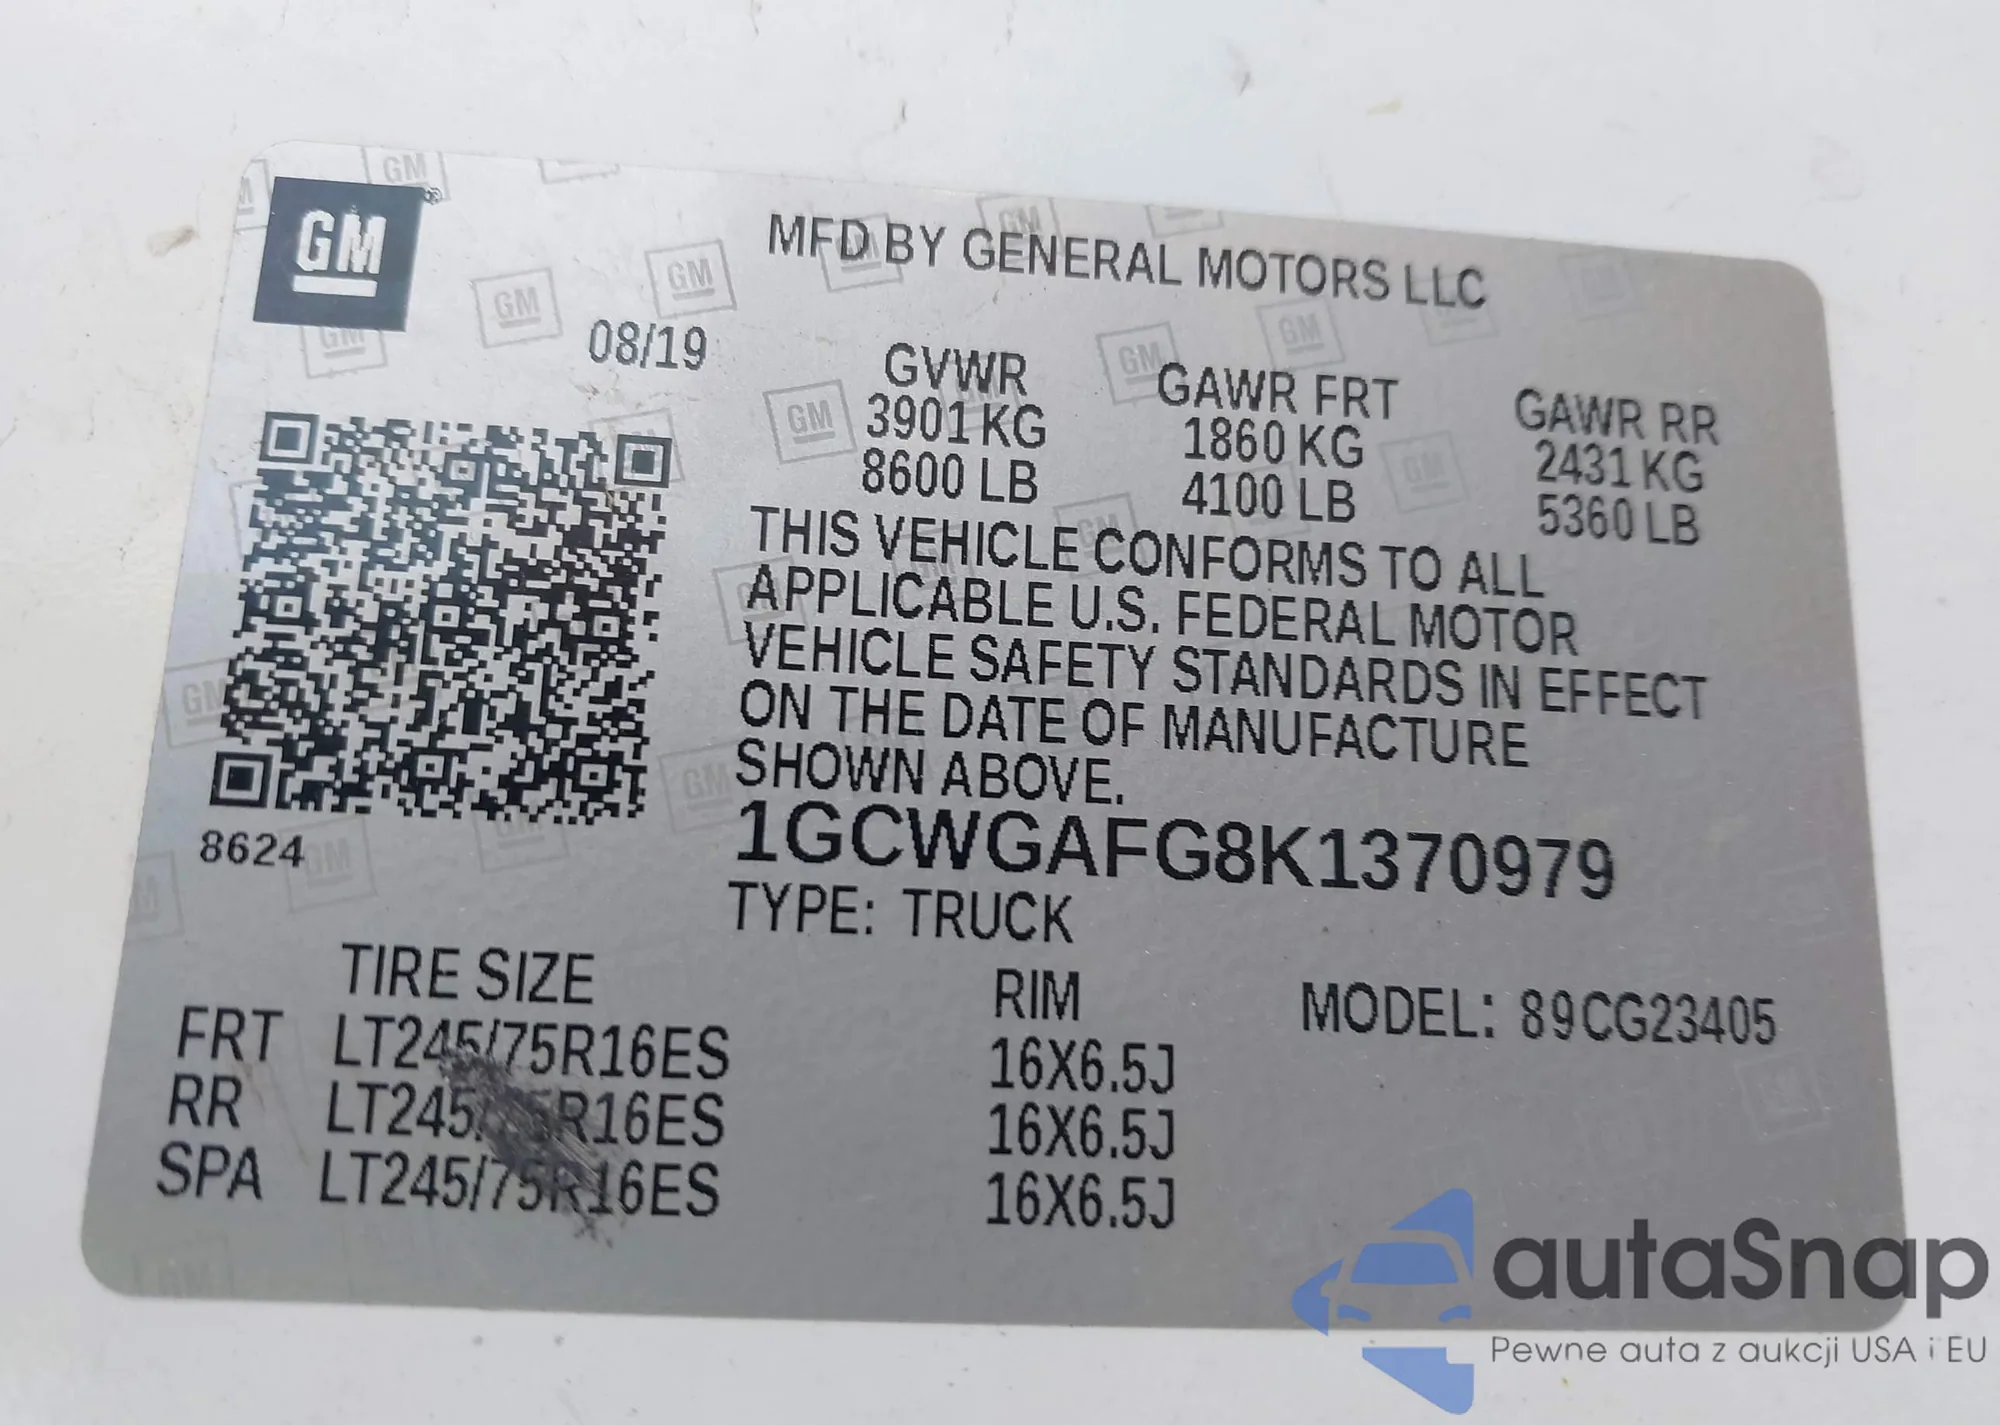 GM
MFD BY GENERAL MOTORS LLC
08/19
GVWR
3901 KG
8600 LB
GAWR FRT
1860 KG
4100 LB
GAWR RR
2431 KG
5360 LB
THIS VEHICLE CONFORMS TO ALL
APPLICABLE U.S. FEDERAL MOTOR
VEHICLE SAFETY STANDARDS IN EFFECT
ON THE DATE OF MANUFACTURE
SHOWN ABOVE.
8624
1GCWGAFG8K1370979
TYPE: TRUCK
TIRE SIZE RIM MODEL: 89CG23405
FRT LT245/75R16ES 16X6.5J
RR LT245/75R16ES 16X6.5J
SPA LT245/75R16ES 16X6.5J
autaSnap
Pewne auta z aukcji USA i EU